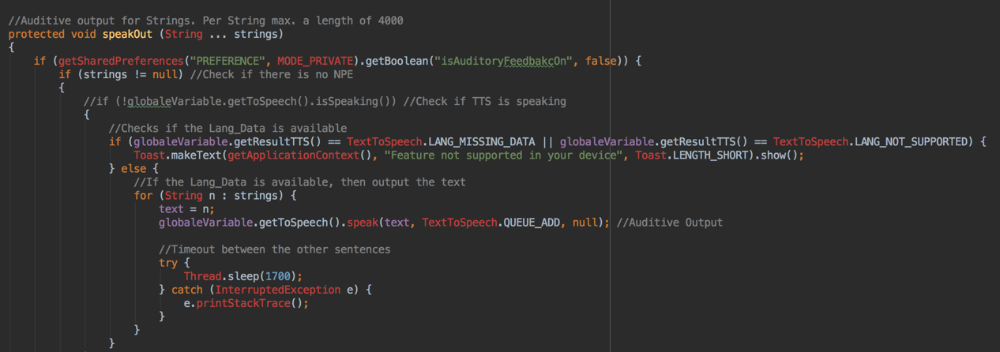 //Auditive output for Strings. Per String max. a length of 4000
protected void speakOut (String ... strings)
{
if (getSharedPreferences("PREFERENCE", MODE_PRIVATE).getBoolean("isAuditoryFeedbakcOn", false)) {
if (strings != null) //Check if there is no NPE
{
//if (!globaleVariable.getToSpeech().isSpeaking()) //Check if TTS is speaking
{
//Checks if the Lang_Data is available
if (globaleVariable.getResultTTS() == TextToSpeech.LANG_MISSING_DATA || globaleVariable.getResultTTS() == TextToSpeech.LANG_NOT_SUPPORTED) {
Toast.makeText(getApplicationContext(), "Feature not supported in your device", Toast.LENGTH_SHORT).show();
} else {
//If the Lang_Data is available, then output the text
for (String n : strings) {
text = n;
globaleVariable.getToSpeech().speak(text, TextToSpeech.QUEUE_ADD, null); //Auditive Output
//Timeout between the other sentences
try {
Thread.sleep(1700);
} catch (InterruptedException e) {
e.printStackTrace();
}
}
}